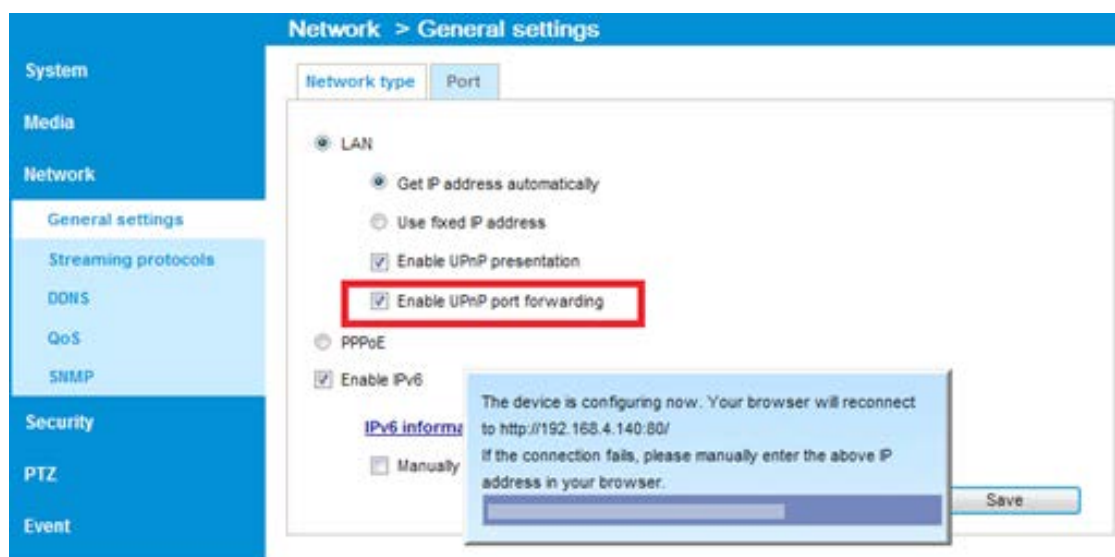 Network > General settings
System
Media
Network
General settings
Streaming protocols
DDNS
QoS
SNMP
Security
PTZ
Event
Network type
Port
LAN
Get IP address automatically
Use fixed IP address
Enable UPnP presentation
Enable UPnP port forwarding
PPPoE
Enable IPv6
IPv6 informa
Manually
The device is configuring now. Your browser will reconnect
to http://192.168.4.140:80/
If the connection fails, please manually enter the above IP
address in your browser.
Save